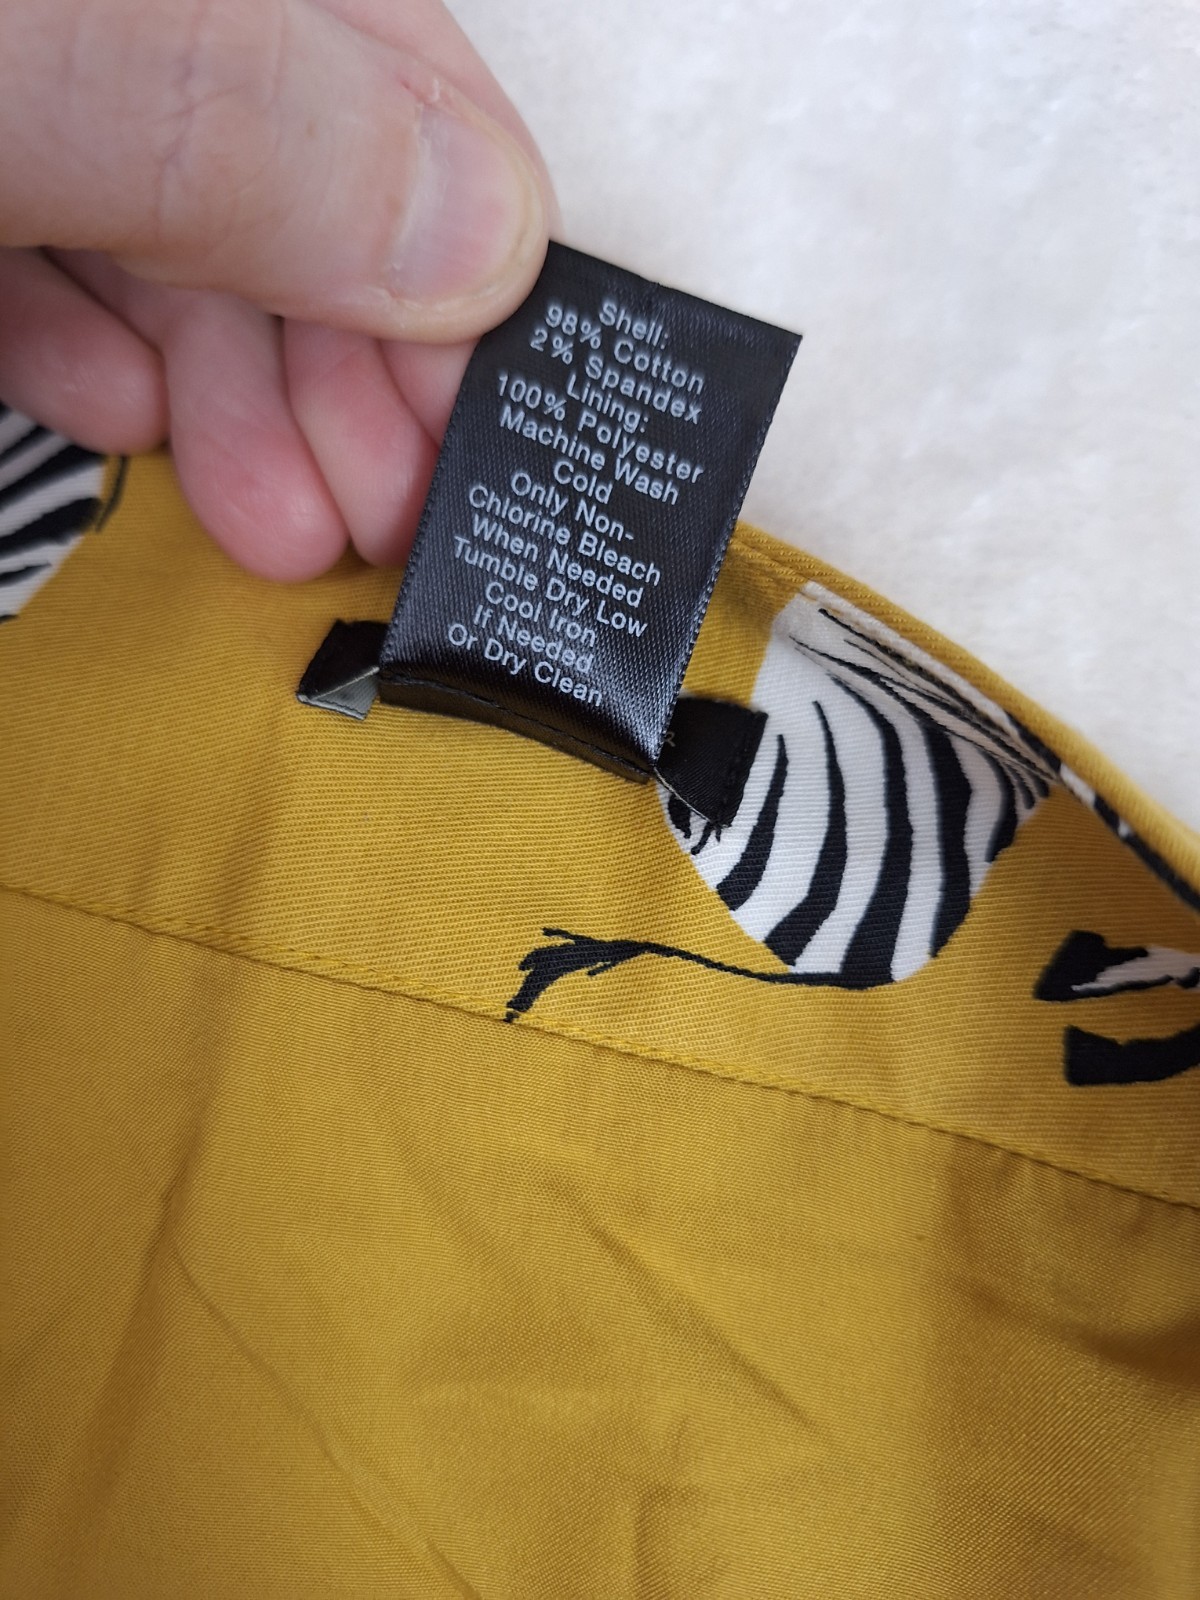 Shell:
98% Cotton
2% Spandex
Lining:
100% Polyester
Machine Wash
Cold
Only Non-
Chlorine Bleach
When Needed
Tumble Dry Low
Cool Iron
If Needed
Or Dry Clean